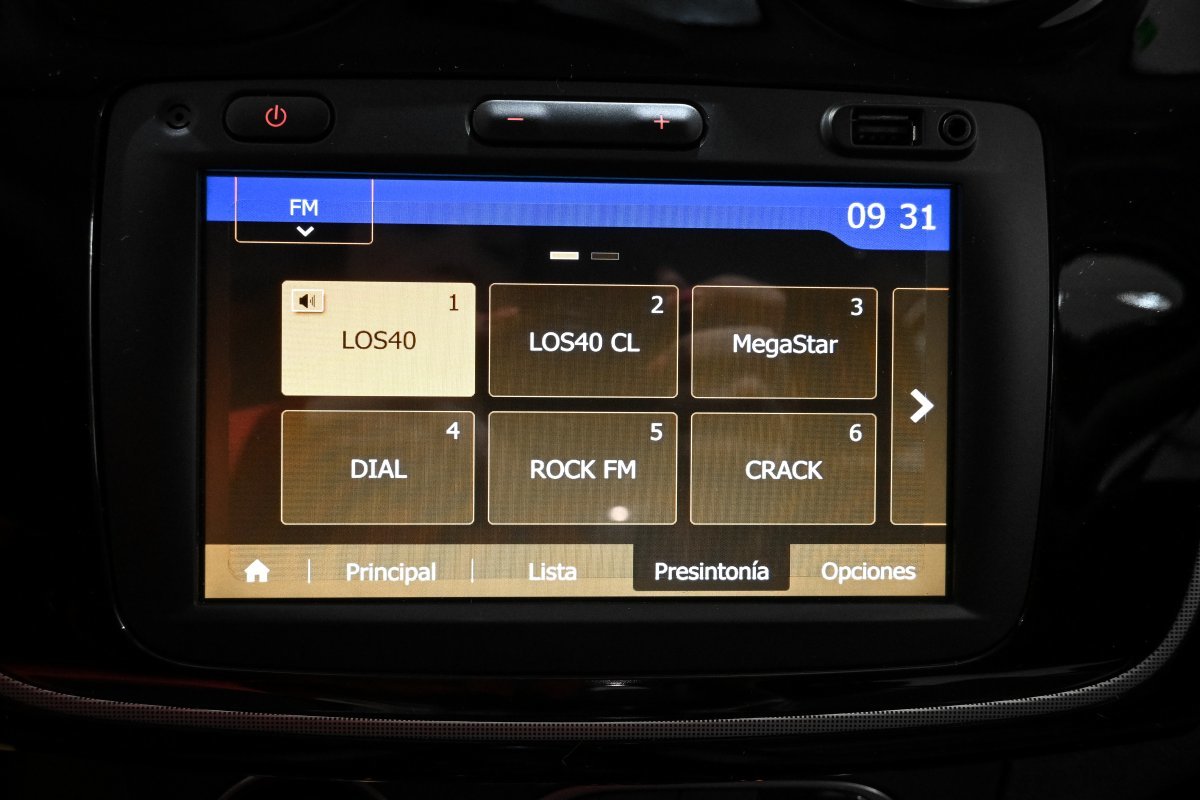 FM
09 31
1
LOS40
2
LOS40 CL
3
MegaStar
4
DIAL
5
ROCK FM
6
CRACK
Principal
Lista
Presintonía
Opciones